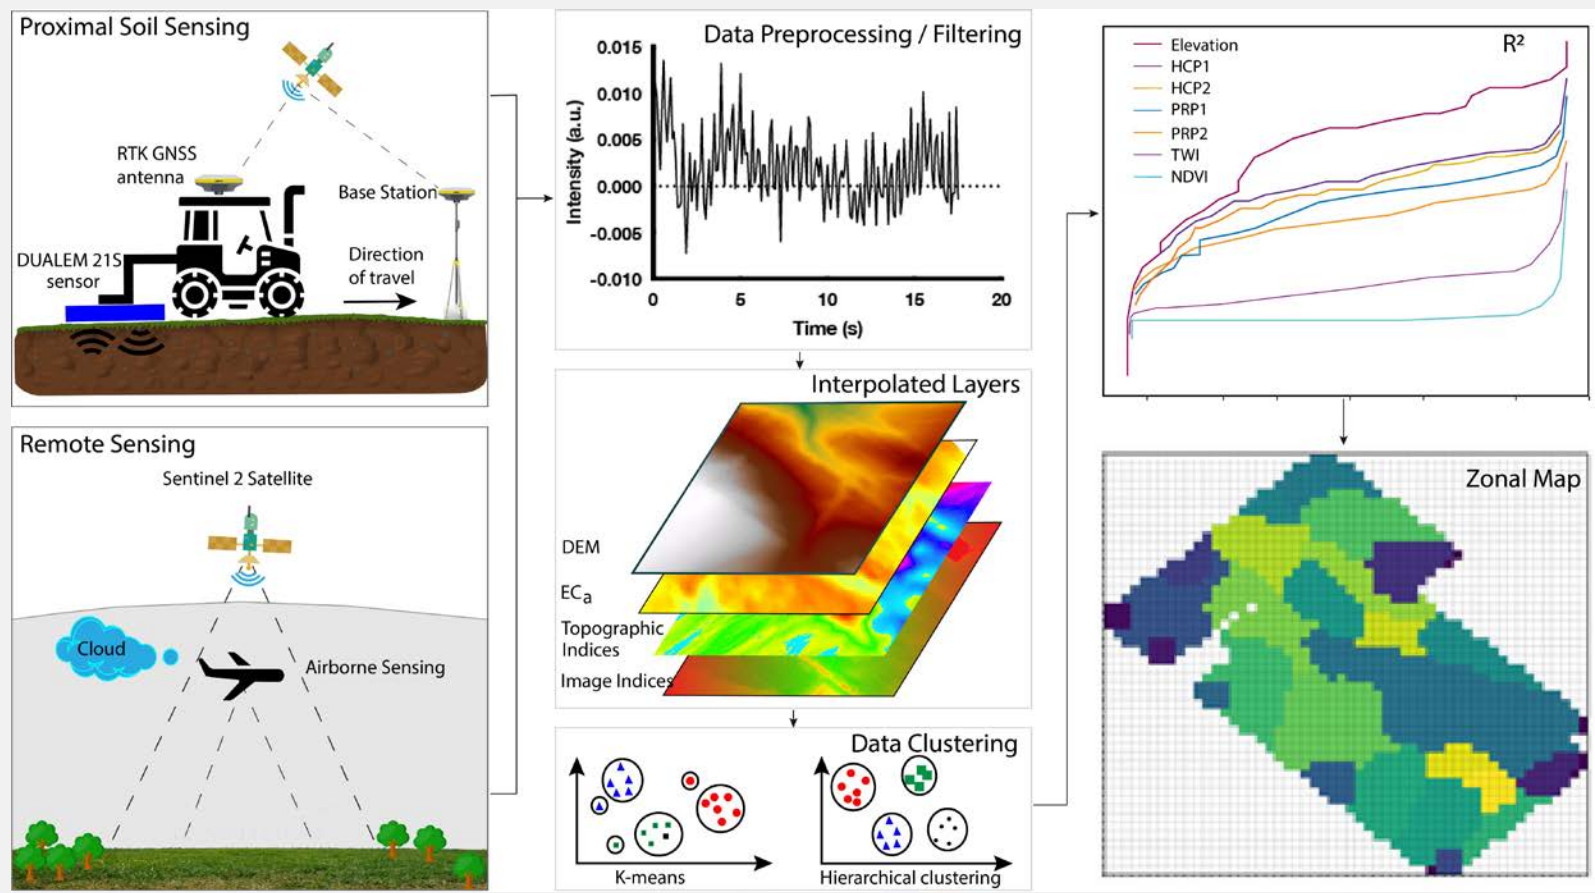 Proximal Soil Sensing
RTK GNSS
antenna
Base Station
DUALEM 21S
sensor
Direction
of travel
Remote Sensing
Sentinel 2 Satellite
Cloud
Airborne Sensing
Data Preprocessing / Filtering
0.015
0.010
0.005
0.000
-0.005
-0.010
Intensity (a.u.)
0 5 10 15 20
Time (s)
Interpolated Layers
DEM
ECa
Topographic
Indices
Image Indices
Data Clustering
K-means
Hierarchical clustering
R²
Elevation
HCP1
HCP2
PRP1
PRP2
TWI
NDVI
Zonal Map